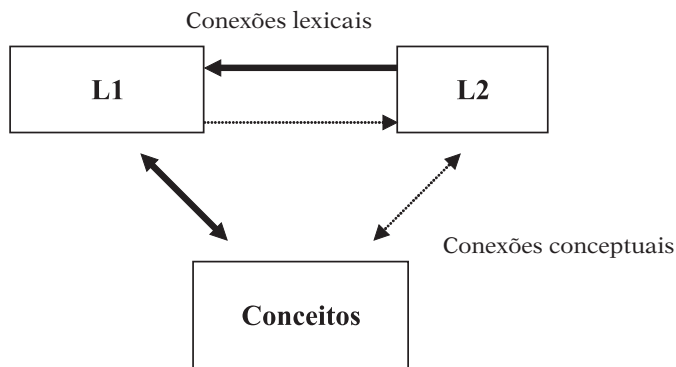 Conexões lexicais
L1
L2
Conexões conceptuais
Conceitos